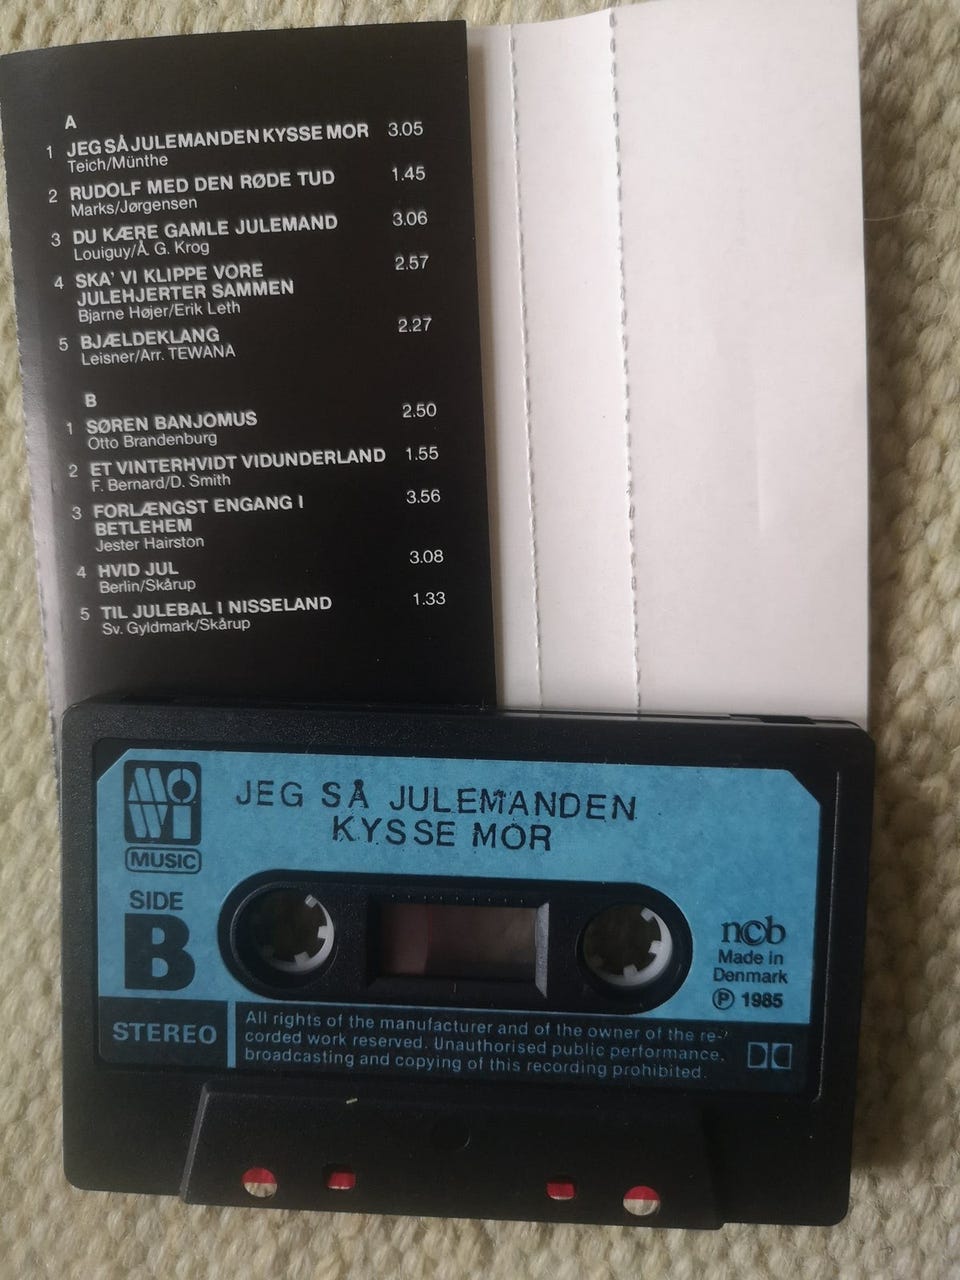 A
1 JEG SÅ JULEMANDEN KYSSE MOR 3.05
Teich/Münthe
2 RUDOLF MED DEN RØDE TUD 1.45
Marks/Jørgensen
3 DU KÆRE GAMLE JULEMAND 3.06
Louiguy/Å. G. Krog
4 SKA' VI KLIPPE VORE 2.57
JULEHJERTER SAMMEN
Bjarne Højer/Erik Leth
5 BJÆLDEKLANG 2.27
Leisner/Arr. TEWANA
B
1 SØREN BANJOMUS 2.50
Otto Brandenburg
2 ET VINTERHVIDT VIDUNDERLAND 1.55
F. Bernard/D. Smith
3 FORLÆNGST ENGANG I 3.56
BETLEHEM
Jester Hairston
4 HVID JUL 3.08
Berlin/Skårup
5 TIL JULEBAL I NISSELAND 1.33
Sv. Gyldmark/Skårup
JEG SÅ JULEMANDEN
KYSSE MOR
MUSIC
SIDE
B
ncb
Made in
Denmark
Ⓟ 1985
STEREO
All rights of the manufacturer and of the owner of the re-
corded work reserved. Unauthorised public performance.
broadcasting and copying of this recording prohibited.